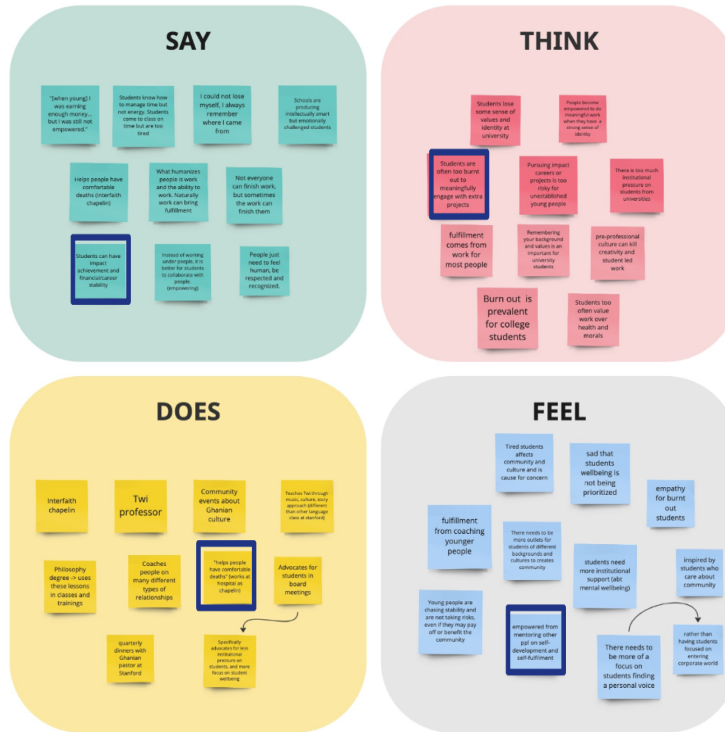 SAY
"[when young] I
was earning
enough money...
but I was still not
empowered."
Students know how
to manage time but
not energy. Students
come to class on
time but are too
tired
I could not lose
myself, I always
remember
where I came
from
Schools are
producing
intellectually smart
but emotionally
challenged students
Helps people have
comfortable
deaths (interfaith
chapelin)
What humanizes
people is work
and the ability to
work. Naturally
work can bring
fulfillment
Not everyone
can finish work,
but sometimes
the work can
finish them
Students can have
impact
achievement and
financial/career
stability
Instead of working
under people, it is
better for students
to collaborate with
people.
(empowering)
People just
need to feel
human, be
respected and
recognized.
THINK
Students lose
some sense of
values and
identity at
university
People become
empowered to do
meaningful work
when they have a
strong sense of
identity
Students are
often too burnt
out to
meaningfully
engage with extra
projects
Pursuing impact
careers or
projects is too
risky for
unestablished
young people
There is too much
institutional
pressure on
students from
universities
fulfillment
comes from
work for
most people
Remembering
your background
and values is an
important for
university
students
pre-professional
culture can kill
creativity and
student led
work
Burn out is
prevalent
for college
students
Students too
often value
work over
health and
morals
DOES
Interfaith
chapelin
Twi
professor
Community
events about
Ghanian
culture
Teaches Twi through
music, culture, story
approach (different
than other language
class at stanford)
Philosophy
degree -> uses
these lessons
in classes and
trainings
Coaches
people on
many different
types of
relationships
"helps people
have comfortable
deaths" (works at
hospital as
chapelin)
Advocates for
students in
board
meetings
quarterly
dinners with
Ghanian
pastor at
Stanford
Specifically
advocates for less
institutional
pressure on
students, and more
focus on student
wellbeing
FEEL
Tired students
affects
community and
culture and is
cause for concern
sad that
students
wellbeing is
not being
prioritized
empathy
for burnt
out
students
fulfillment
from coaching
younger
people
There needs to be
more outlets for
students of different
backgrounds and
cultures to create
community
students need
more institutional
support (abt
mental wellbeing)
Inspired by
students who
care about
community
Young people are
chasing stability
and are not taking
risks, even if they
may pay off or
benefit the
community
empowered from
mentoring other
ppl on self-
development and
self-fulfilment
There needs to
be more of a
focus on
students finding
a personal voice
rather than
having students
focused on
entering
corporate world